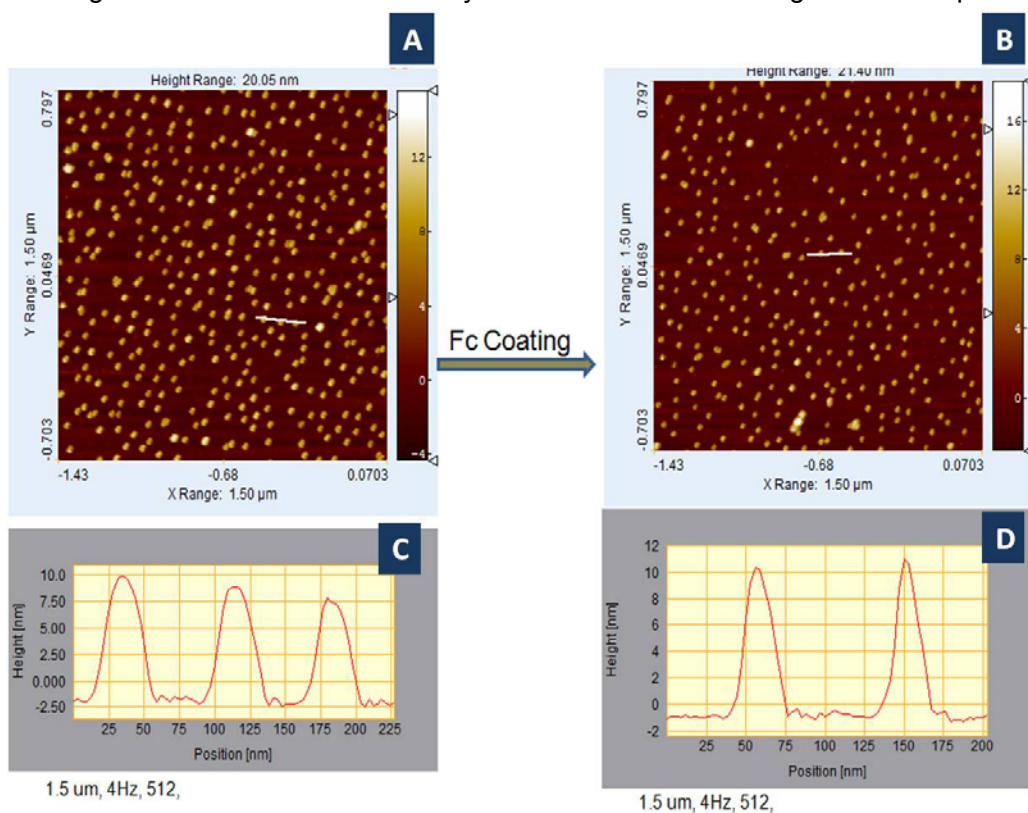 A
Height Range: 20.05 nm
0.797
Y Range: 1.50 µm
0.0469
-0.703
12
8
4
0
-4
-1.43
-0.68
0.0703
X Range: 1.50 µm
Fc Coating
B
Height Range: 21.40 nm
0.797
Y Range: 1.50 µm
0.0469
-0.703
16
12
8
4
0
-1.43
-0.68
0.0703
X Range: 1.50 µm
C
Height [nm]
10.0
7.50
5.00
2.50
0.000
-2.50
25 50 75 100 125 150 175 200 225
Position [nm]
1.5 um, 4Hz, 512,
D
Height [nm]
12
10
8
6
4
2
0
-2
25 50 75 100 125 150 175 200
Position [nm]
1.5 um, 4Hz, 512,